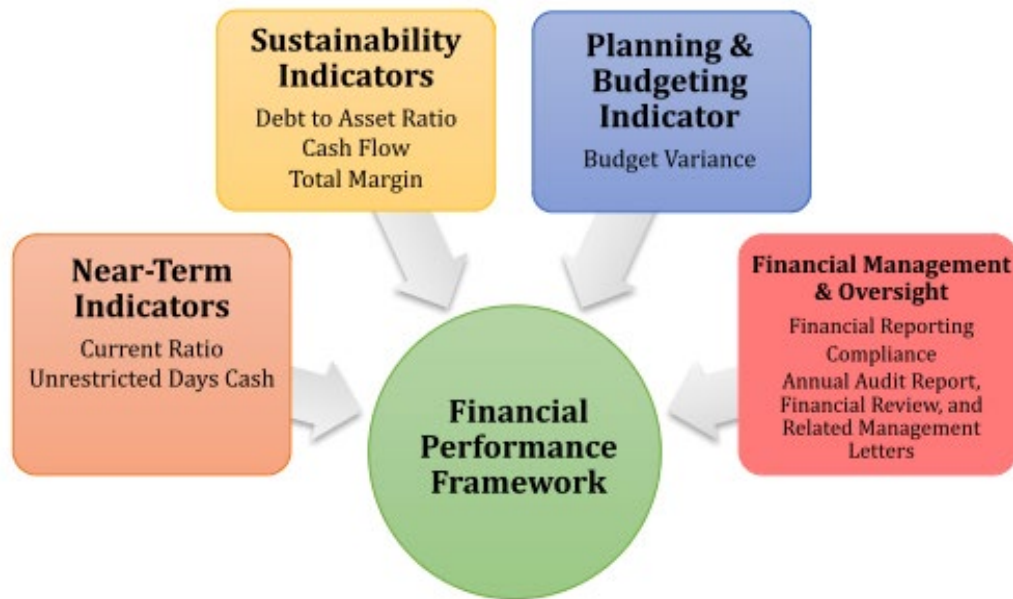 Sustainability
Indicators
Debt to Asset Ratio
Cash Flow
Total Margin
Planning &
Budgeting
Indicator
Budget Variance
Near-Term
Indicators
Current Ratio
Unrestricted Days Cash
Financial Management
& Oversight
Financial Reporting
Compliance
Annual Audit Report,
Financial Review, and
Related Management
Letters
Financial
Performance
Framework